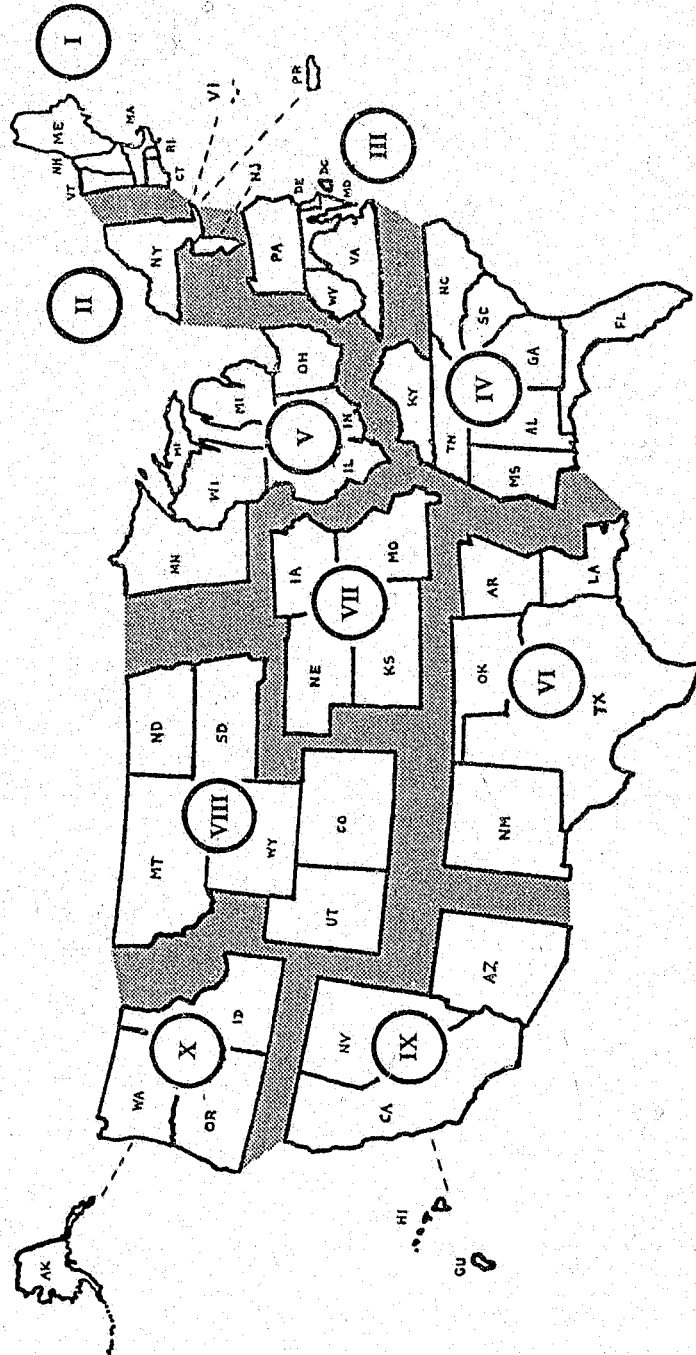 I
ME
NH
VT
MA
RI
CT
II
NY
NJ
VI
PR
III
PA
DE
DC
MD
VA
WV
IV
NC
SC
GA
FL
KY
TN
AL
MS
V
OH
MI
MI
IN
IL
WI
MN
VI
AR
LA
OK
TX
NM
VII
IA
MO
NE
KS
VIII
ND
SD
MT
WY
CO
UT
IX
AZ
NV
CA
HI
GU
X
ID
WA
OR
AK